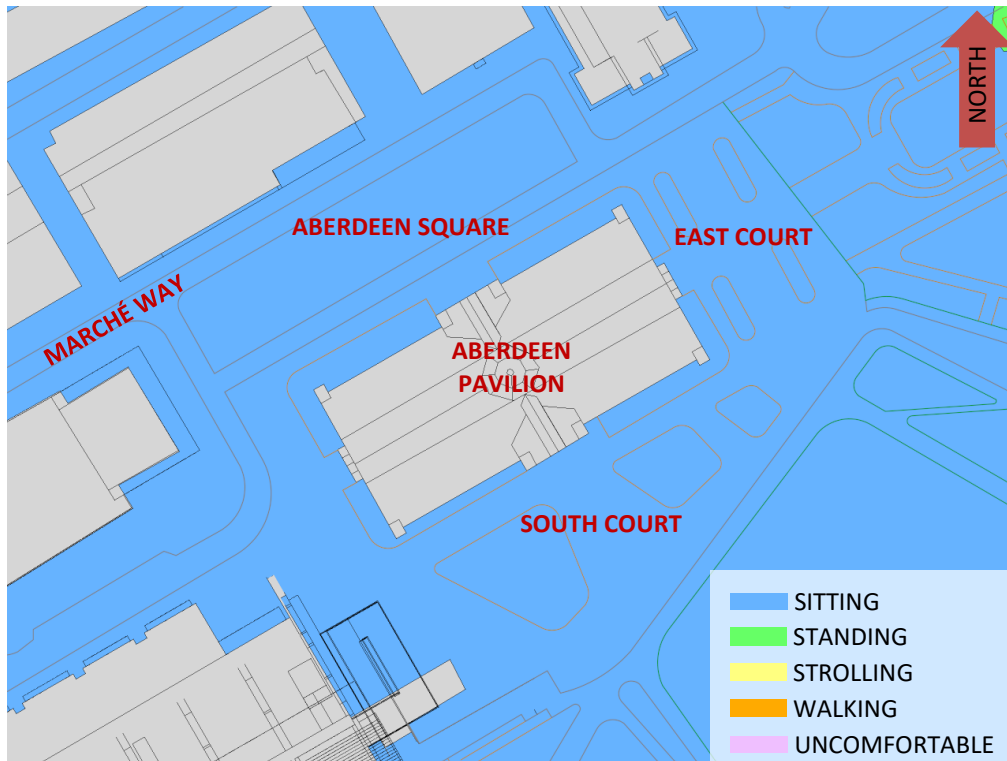 NORTH
ABERDEEN SQUARE
EAST COURT
MARCHÉ WAY
ABERDEEN
PAVILION
SOUTH COURT
SITTING
STANDING
STROLLING
WALKING
UNCOMFORTABLE